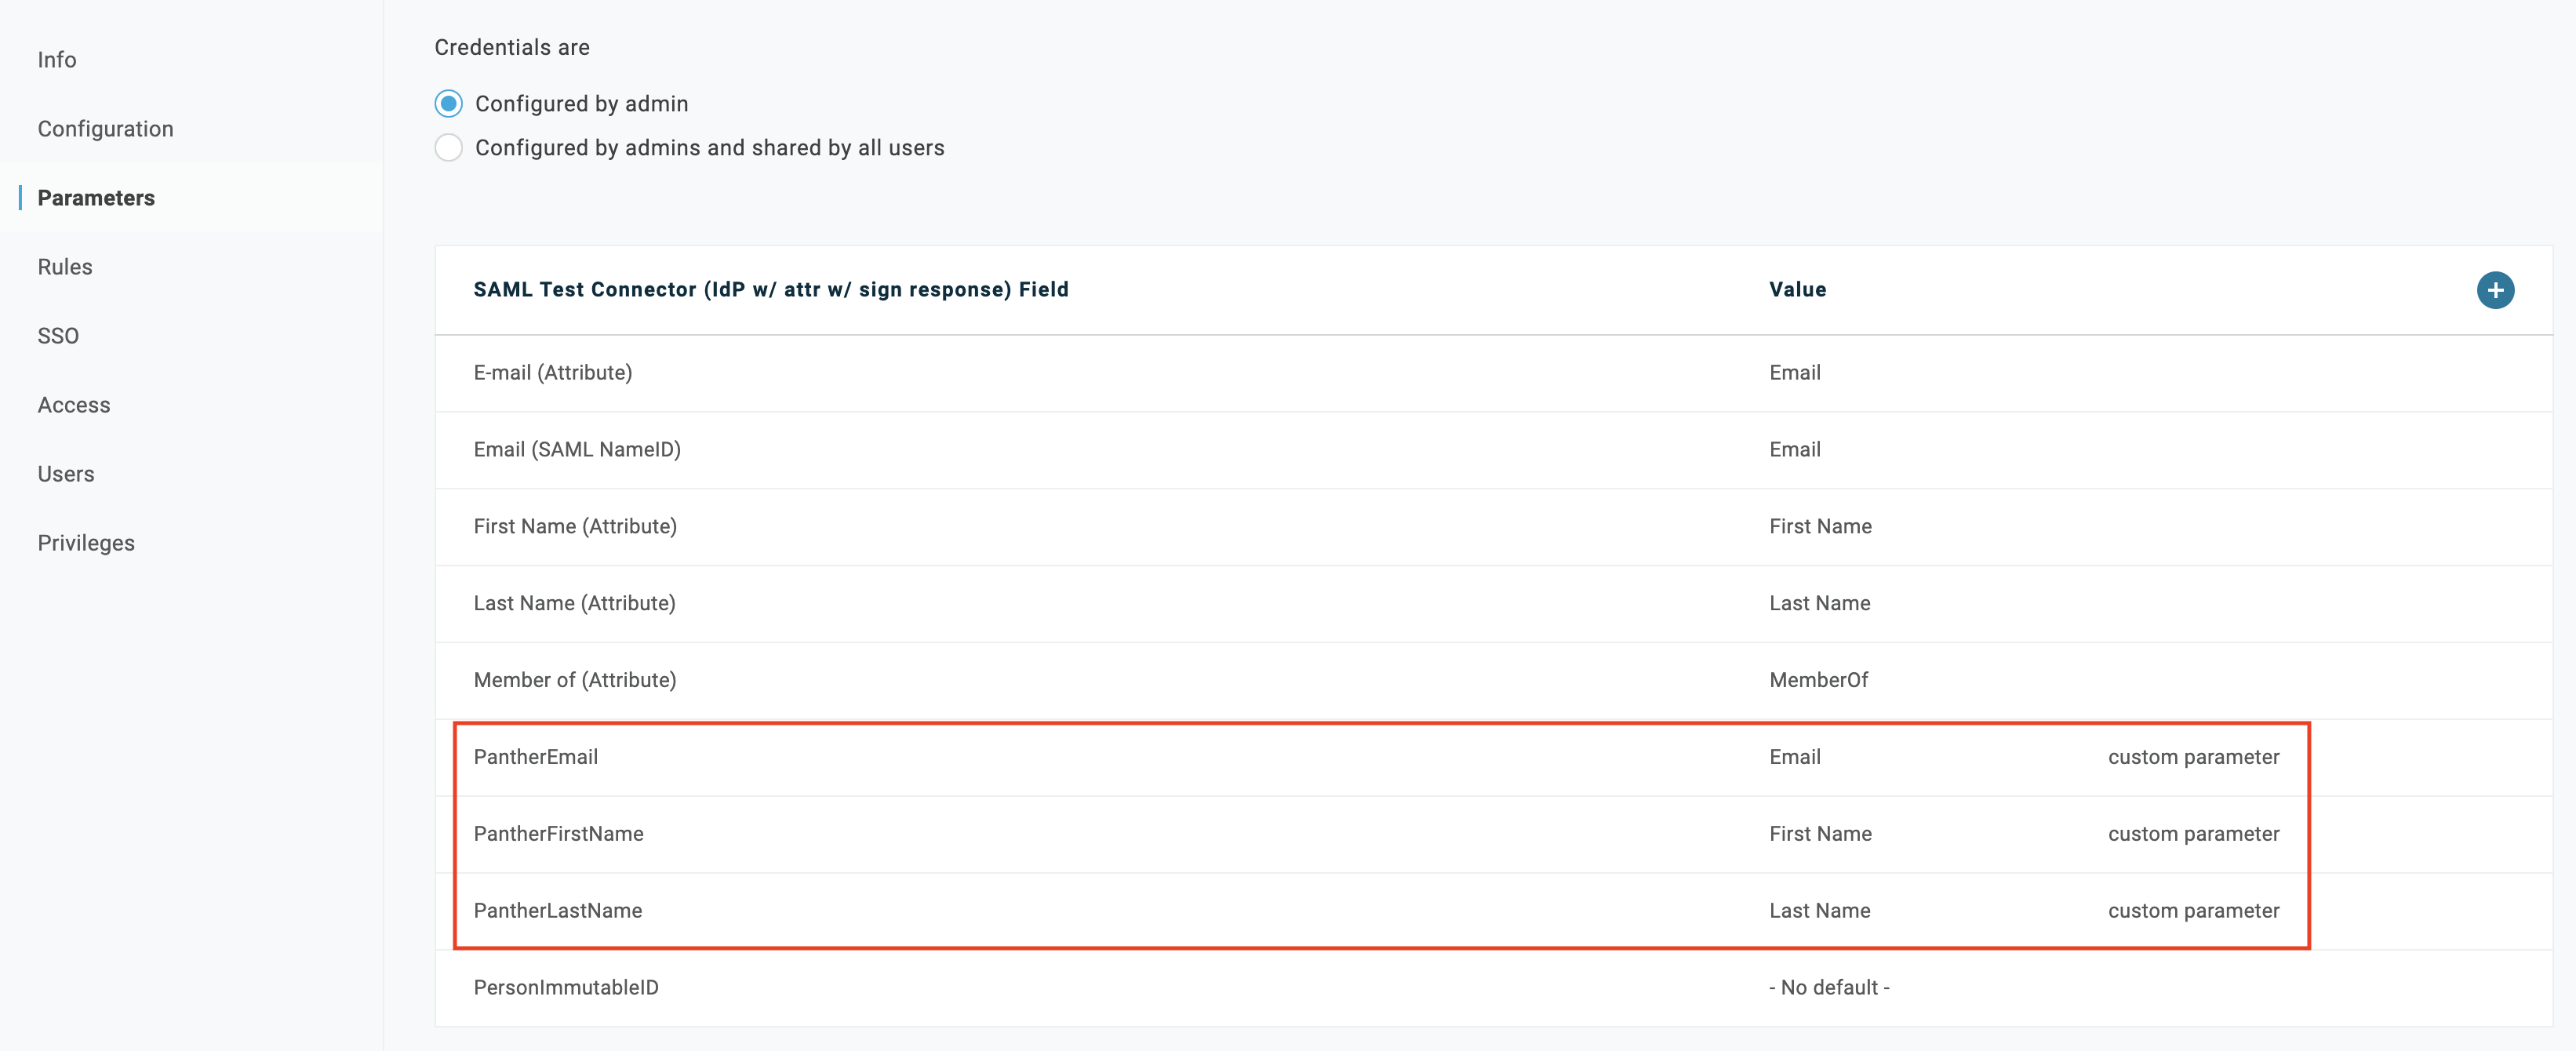 Info
Configuration
Parameters
Rules
SSO
Access
Users
Privileges
Credentials are
Configured by admin
Configured by admins and shared by all users
SAML Test Connector (IdP w/ attr w/ sign response) Field Value
E-mail (Attribute) Email
Email (SAML NameID) Email
First Name (Attribute) First Name
Last Name (Attribute) Last Name
Member of (Attribute) MemberOf
PantherEmail Email custom parameter
PantherFirstName First Name custom parameter
PantherLastName Last Name custom parameter
PersonImmutableID - No default -